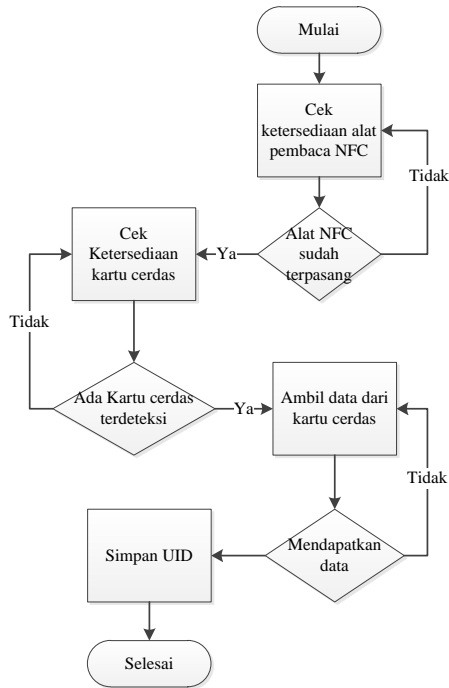 Mulai
Cek
ketersediaan alat
pembaca NFC
Tidak
Alat NFC
sudah
terpasang
Ya
Cek
Ketersediaan
kartu cerdas
Tidak
Ada Kartu cerdas
terdeteksi
Ya
Ambil data dari
kartu cerdas
Tidak
Mendapatkan
data
Simpan UID
Selesai